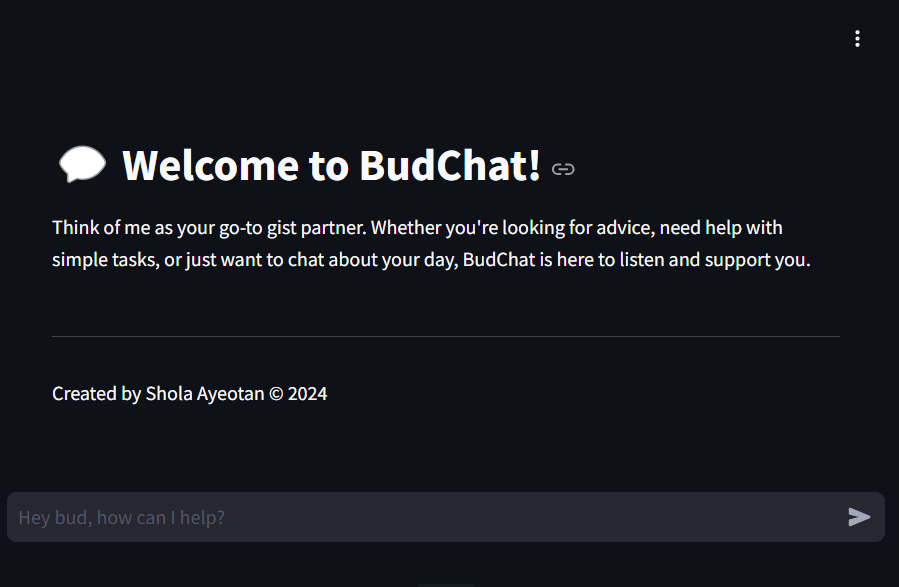 Welcome to BudChat!
Think of me as your go-to gist partner. Whether you're looking for advice, need help with
simple tasks, or just want to chat about your day, BudChat is here to listen and support you.
Created by Shola Ayeotan © 2024
Hey bud, how can I help?